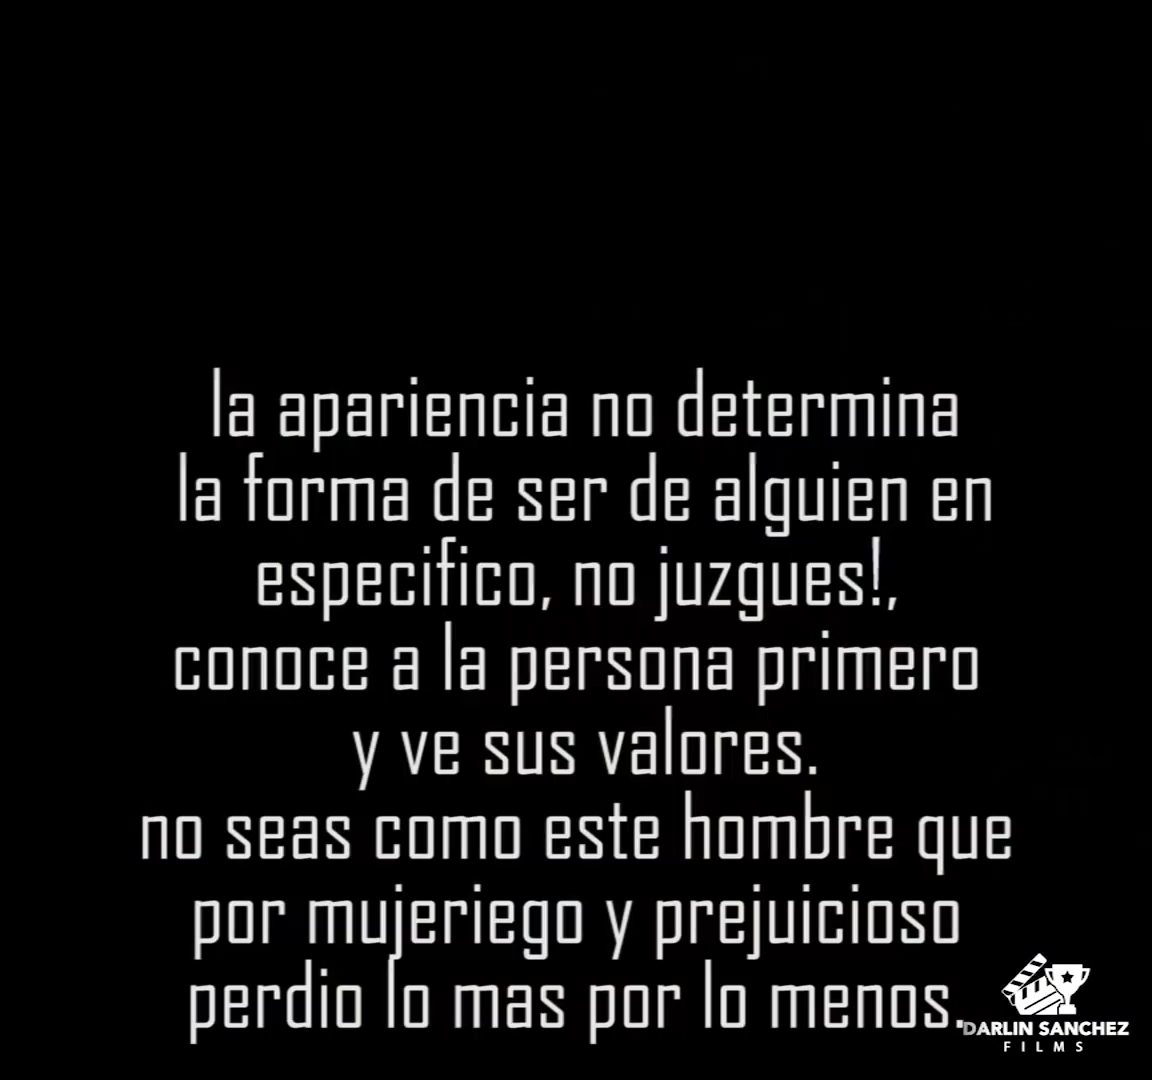 la apariencia no determina
la forma de ser de alguien en
especifico, no juzgues!,
conoce a la persona primero
y ve sus valores.
no seas como este hombre que
por mujeriego y prejuicioso
perdio lo mas por lo menos.
DARLIN SANCHEZ
FILMS